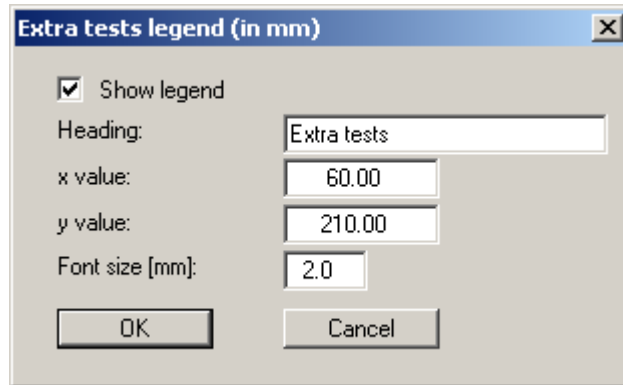 Extra tests legend (in mm)
Show legend
Heading: Extra tests
x value: 60.00
y value: 210.00
Font size [mm]: 2.0
OK Cancel